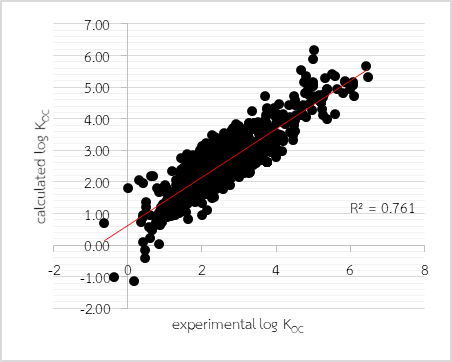 7.00
6.00
5.00
4.00
3.00
2.00
1.00
0.00
-1.00
-2.00
-2 0 2 4 6 8
calculated log KOC
experimental log KOC
R² = 0.761